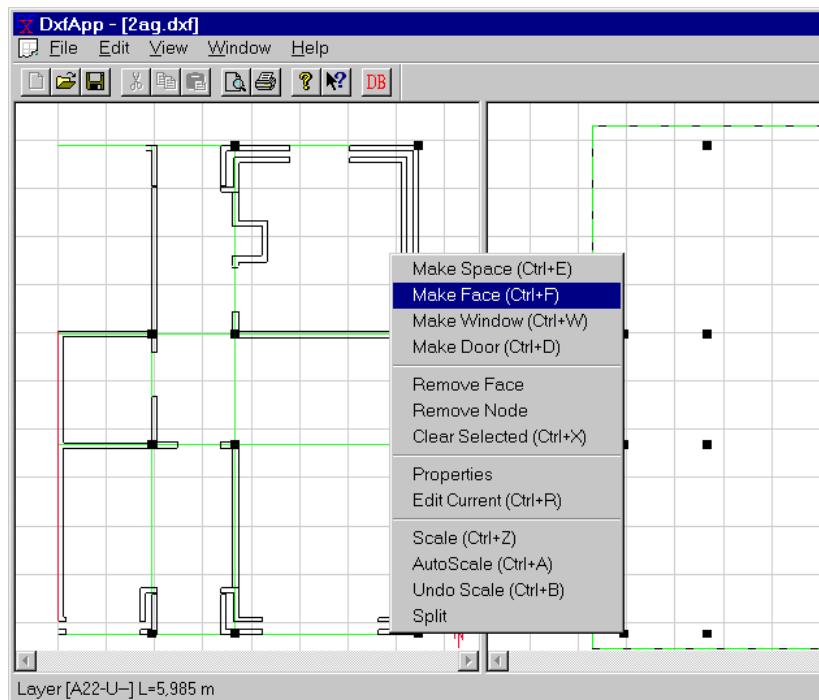 DxfApp - [2ag.dxf]
File Edit View Window Help
DB
Make Space (Ctrl+E)
Make Face (Ctrl+F)
Make Window (Ctrl+W)
Make Door (Ctrl+D)
Remove Face
Remove Node
Clear Selected (Ctrl+X)
Properties
Edit Current (Ctrl+R)
Scale (Ctrl+Z)
AutoScale (Ctrl+A)
Undo Scale (Ctrl+B)
Split
Layer [A22-U--] L=5,985 m